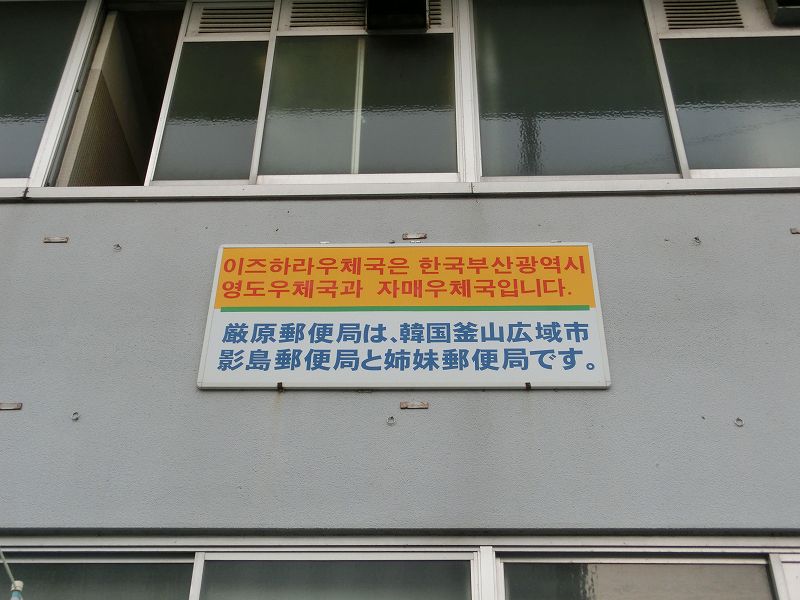 이즈하라우체국은 한국부산광역시
영도우체국과 자매우체국입니다.
厳原郵便局は、韓国釜山広域市
影島郵便局と姉妹郵便局です。